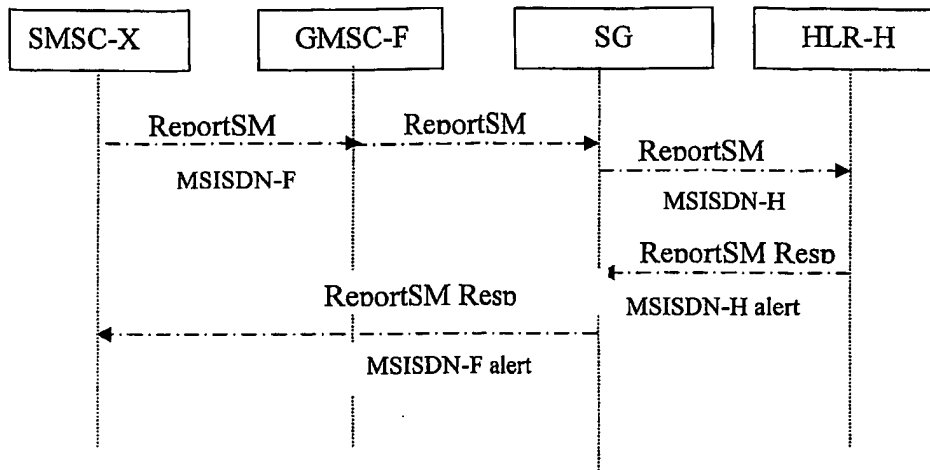 SMSC-X GMSC-F SG HLR-H
ReportSM ReportSM
MSISDN-F
ReportSM
MSISDN-H
ReportSM Resp
MSISDN-H alert
ReportSM Resp
MSISDN-F alert